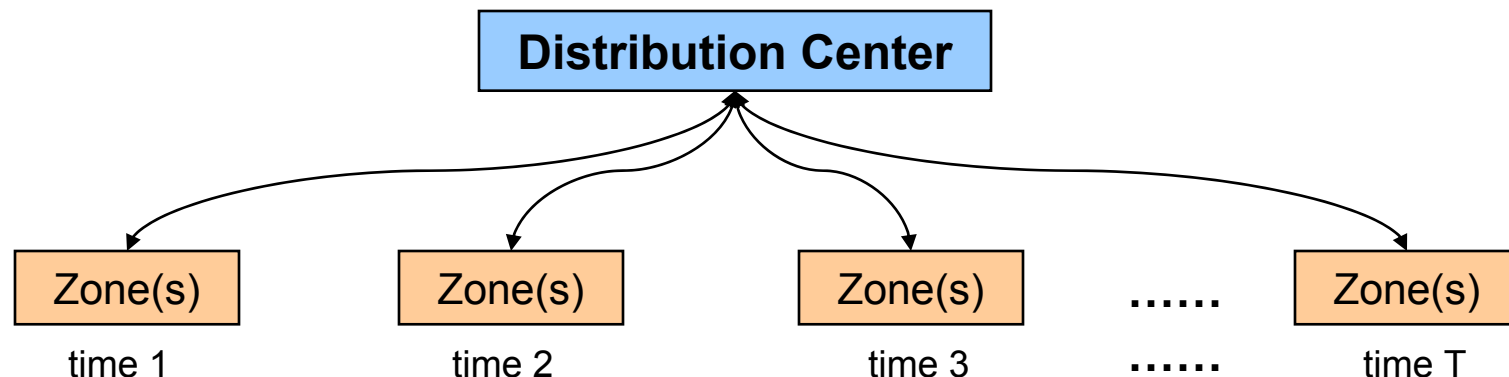 Distribution Center
Zone(s) Zone(s) Zone(s) ...... Zone(s)
time 1 time 2 time 3 ...... time T